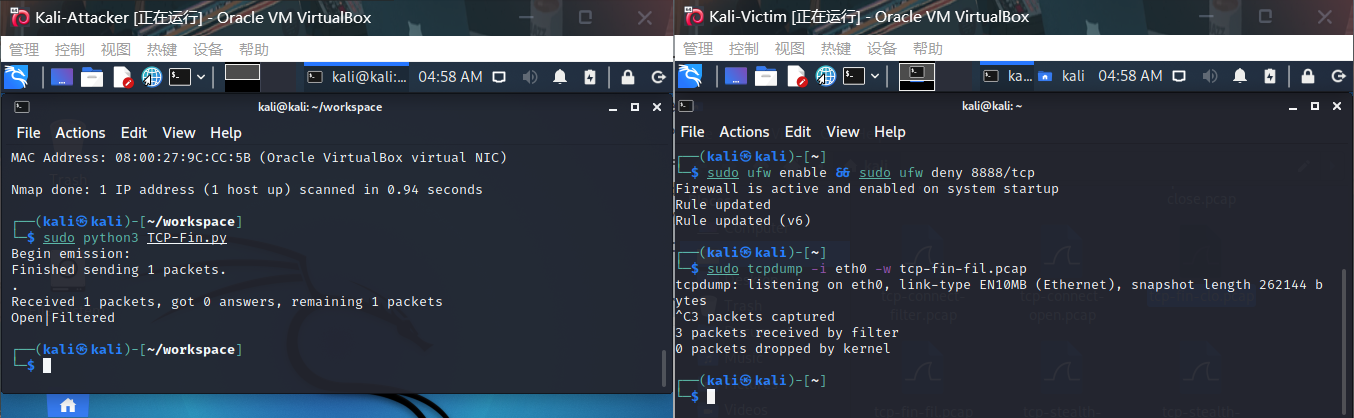 Kali-Attacker [正在运行] - Oracle VM VirtualBox
管理 控制 视图 热键 设备 帮助
kali@kali:... 04:58 AM
kali@kali: ~/workspace
File Actions Edit View Help
MAC Address: 08:00:27:9C:CC:5B (Oracle VirtualBox virtual NIC)
Nmap done: 1 IP address (1 host up) scanned in 0.94 seconds
┌──(kali㉿kali)-[~/workspace]
└─$ sudo python3 TCP-Fin.py
Begin emission:
Finished sending 1 packets.
.
Received 1 packets, got 0 answers, remaining 1 packets
Open|Filtered
┌──(kali㉿kali)-[~/workspace]
└─$
Kali-Victim [正在运行] - Oracle VM VirtualBox
管理 控制 视图 热键 设备 帮助
ka... kali 04:58 AM
kali@kali: ~
File Actions Edit View Help
┌──(kali㉿kali)-[~]
└─$ sudo ufw enable && sudo ufw deny 8888/tcp
Firewall is active and enabled on system startup
Rule updated
Rule updated (v6)
close.pcap
┌──(kali㉿kali)-[~]
└─$ sudo tcpdump -i eth0 -w tcp-fin-fil.pcap
tcpdump: listening on eth0, link-type EN10MB (Ethernet), snapshot length 262144 b
ytes
^C3 packets captured
3 packets received by filter
0 packets dropped by kernel
┌──(kali㉿kali)-[~]
└─$